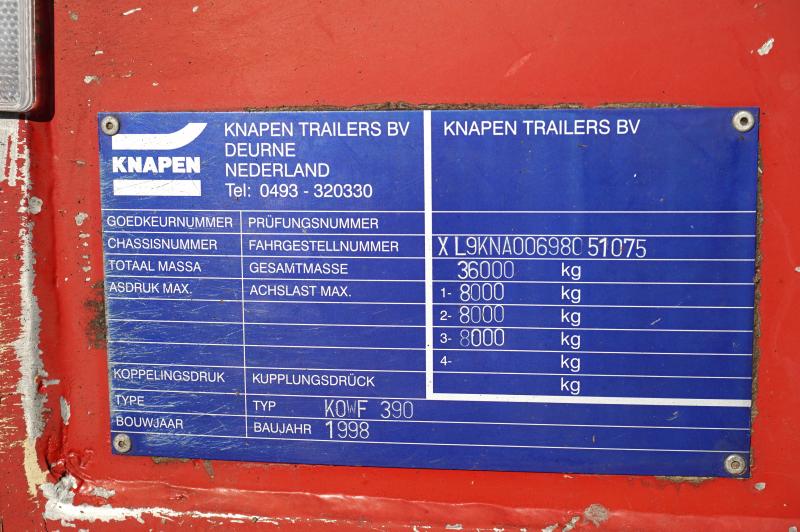 KNAPEN
KNAPEN TRAILERS BV
DEURNE
NEDERLAND
Tel: 0493 - 320330
KNAPEN TRAILERS BV
GOEDKEURNUMMER PRÜFUNGSNUMMER
CHASSISNUMMER FAHRGESTELLNUMMER XL9KNA00698051075
TOTAAL MASSA GESAMTMASSE 36000 kg
ASDRUK MAX. ACHSLAST MAX. 1- 8000 kg
2- 8000 kg
3- 8000 kg
4- kg
KOPPELINGSDRUK KUPPLUNGSDRÜCK kg
TYPE TYP KOWF 390
BOUWJAAR BAUJAHR 1998